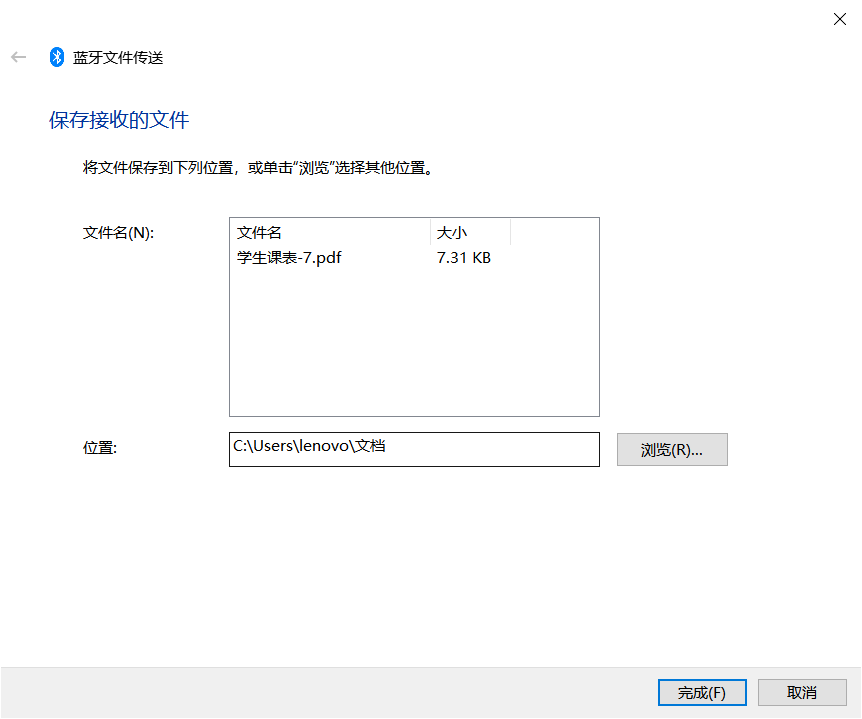 蓝牙文件传送
保存接收的文件
将文件保存到下列位置，或单击“浏览”选择其他位置。
文件名(N):
文件名 大小
学生课表-7.pdf 7.31 KB
位置: C:\Users\lenovo\文档 浏览(R)...
完成(F) 取消